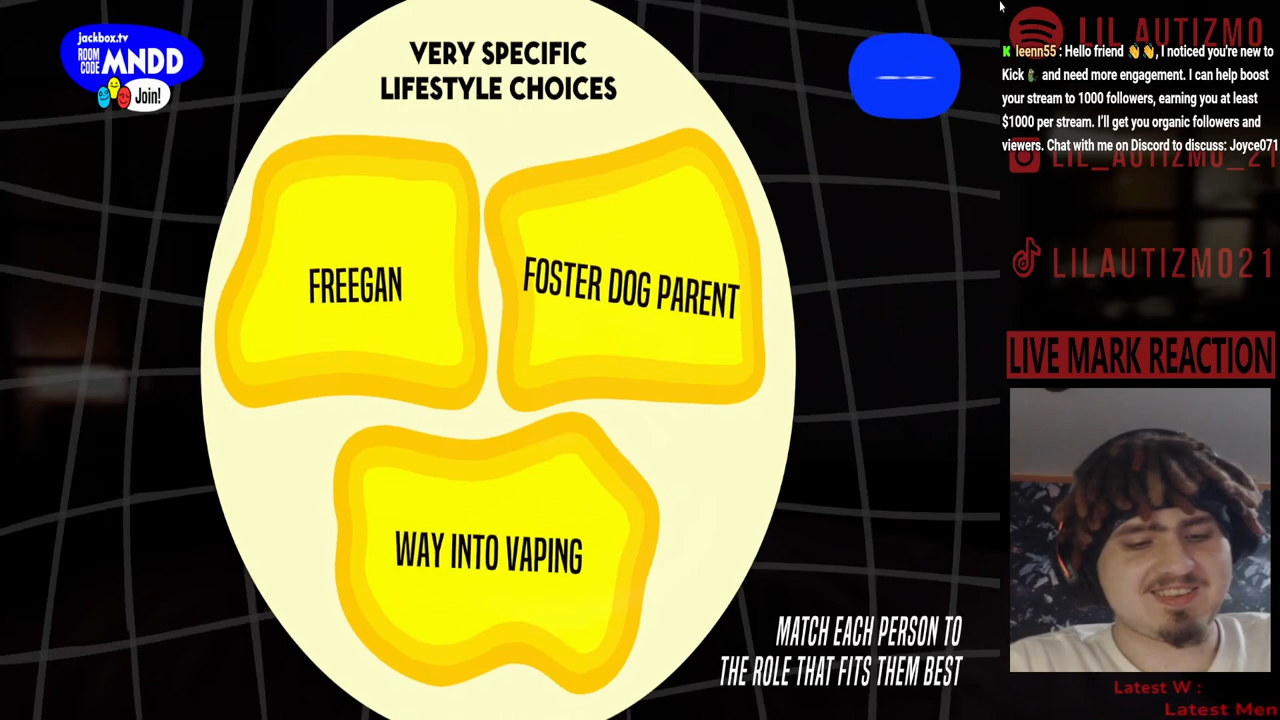 jackbox.tv
ROOM CODE MNDD
Join!
VERY SPECIFIC
LIFESTYLE CHOICES
FREEGAN
FOSTER DOG PARENT
WAY INTO VAPING
MATCH EACH PERSON TO
THE ROLE THAT FITS THEM BEST
LIL AUTIZMO
leenn55 : Hello friend 👋👋, I noticed you're new to
Kick and need more engagement. I can help boost
your stream to 1000 followers, earning you at least
$1000 per stream. I'll get you organic followers and
viewers. Chat with me on Discord to discuss: Joyce071
LIL_AUTIZMO_21
LILAUTIZMO21
LIVE MARK REACTION
Latest W :
Latest Men